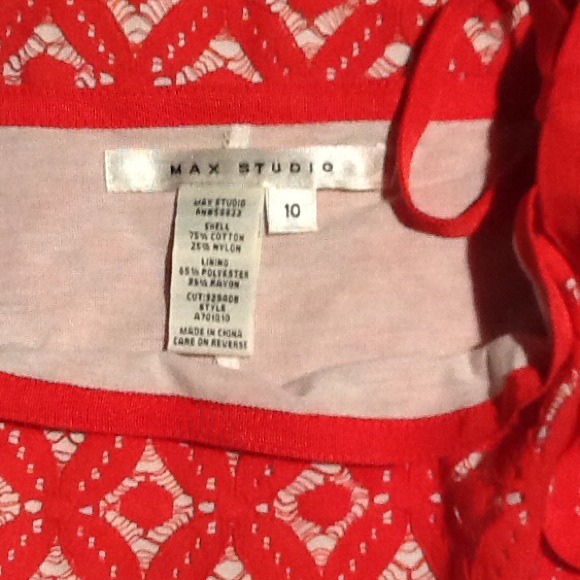 MAX STUDIO
10
MAX STUDIO
SHELL
75% COTTON
25% NYLON
LINING
65% POLYESTER
35% RAYON
STYLE
MADE IN CHINA
CARE ON REVERSE